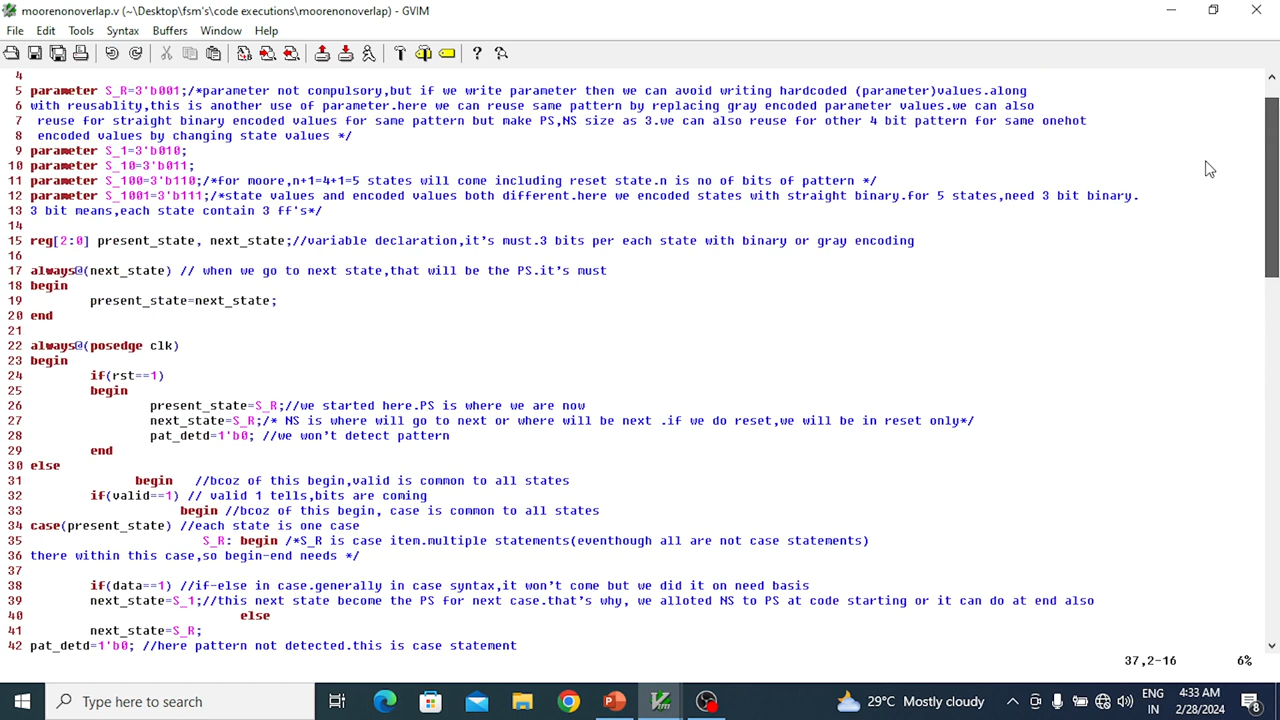 moorenonoverlap.v (~\Desktop\fsm's\code executions\moorenonoverlap.v) - GVIM
File Edit Tools Syntax Buffers Window Help
4
5 parameter S_R=3'b001;/*parameter not compulsory,but if we write parameter then we can avoid writing hardcoded (parameter)values.along
6 with reusablity,this is another use of parameter.here we can reuse same pattern by replacing gray encoded parameter values.we can also
7 reuse for straight binary encoded values for same pattern but make PS,NS size as 3.we can also reuse for other 4 bit pattern for same onehot
8 encoded values by changing state values */
9 parameter S_1=3'b010;
10 parameter S_10=3'b011;
11 parameter S_100=3'b110;/*for moore,n+1=4+1=5 states will come including reset state.n is no of bits of pattern */
12 parameter S_1001=3'b111;/*state values and encoded values both different.here we encoded states with straight binary.for 5 states,need 3 bit binary.
13 3 bit means,each state contain 3 ff's*/
14
15 reg[2:0] present_state, next_state;//variable declaration,it's must.3 bits per each state with binary or gray encoding
16
17 always@(next_state) // when we go to next state,that will be the PS.it's must
18 begin
19 present_state=next_state;
20 end
21
22 always@(posedge clk)
23 begin
24 if(rst==1)
25 begin
26 present_state=S_R;//we started here.PS is where we are now
27 next_state=S_R;/* NS is where will go to next or where will be next .if we do reset,we will be in reset only*/
28 pat_detd=1'b0; //we won't detect pattern
29 end
30 else
31 begin //bcoz of this begin,valid is common to all states
32 if(valid==1) // valid 1 tells,bits are coming
33 begin //bcoz of this begin, case is common to all states
34 case(present_state) //each state is one case
35 S_R: begin /*S_R is case item.multiple statements(eventhough all are not case statements)
36 there within this case,so begin-end needs */
37
38 if(data==1) //if-else in case.generally in case syntax,it won't come but we did it on need basis
39 next_state=S_1;//this next state become the PS for next case.that's why, we alloted NS to PS at code starting or it can do at end also
40 else
41 next_state=S_R;
42 pat_detd=1'b0; //here pattern not detected.this is case statement
37,2-16 6%
Type here to search
29°C Mostly cloudy
ENG
IN
4:33 AM
2/28/2024
8